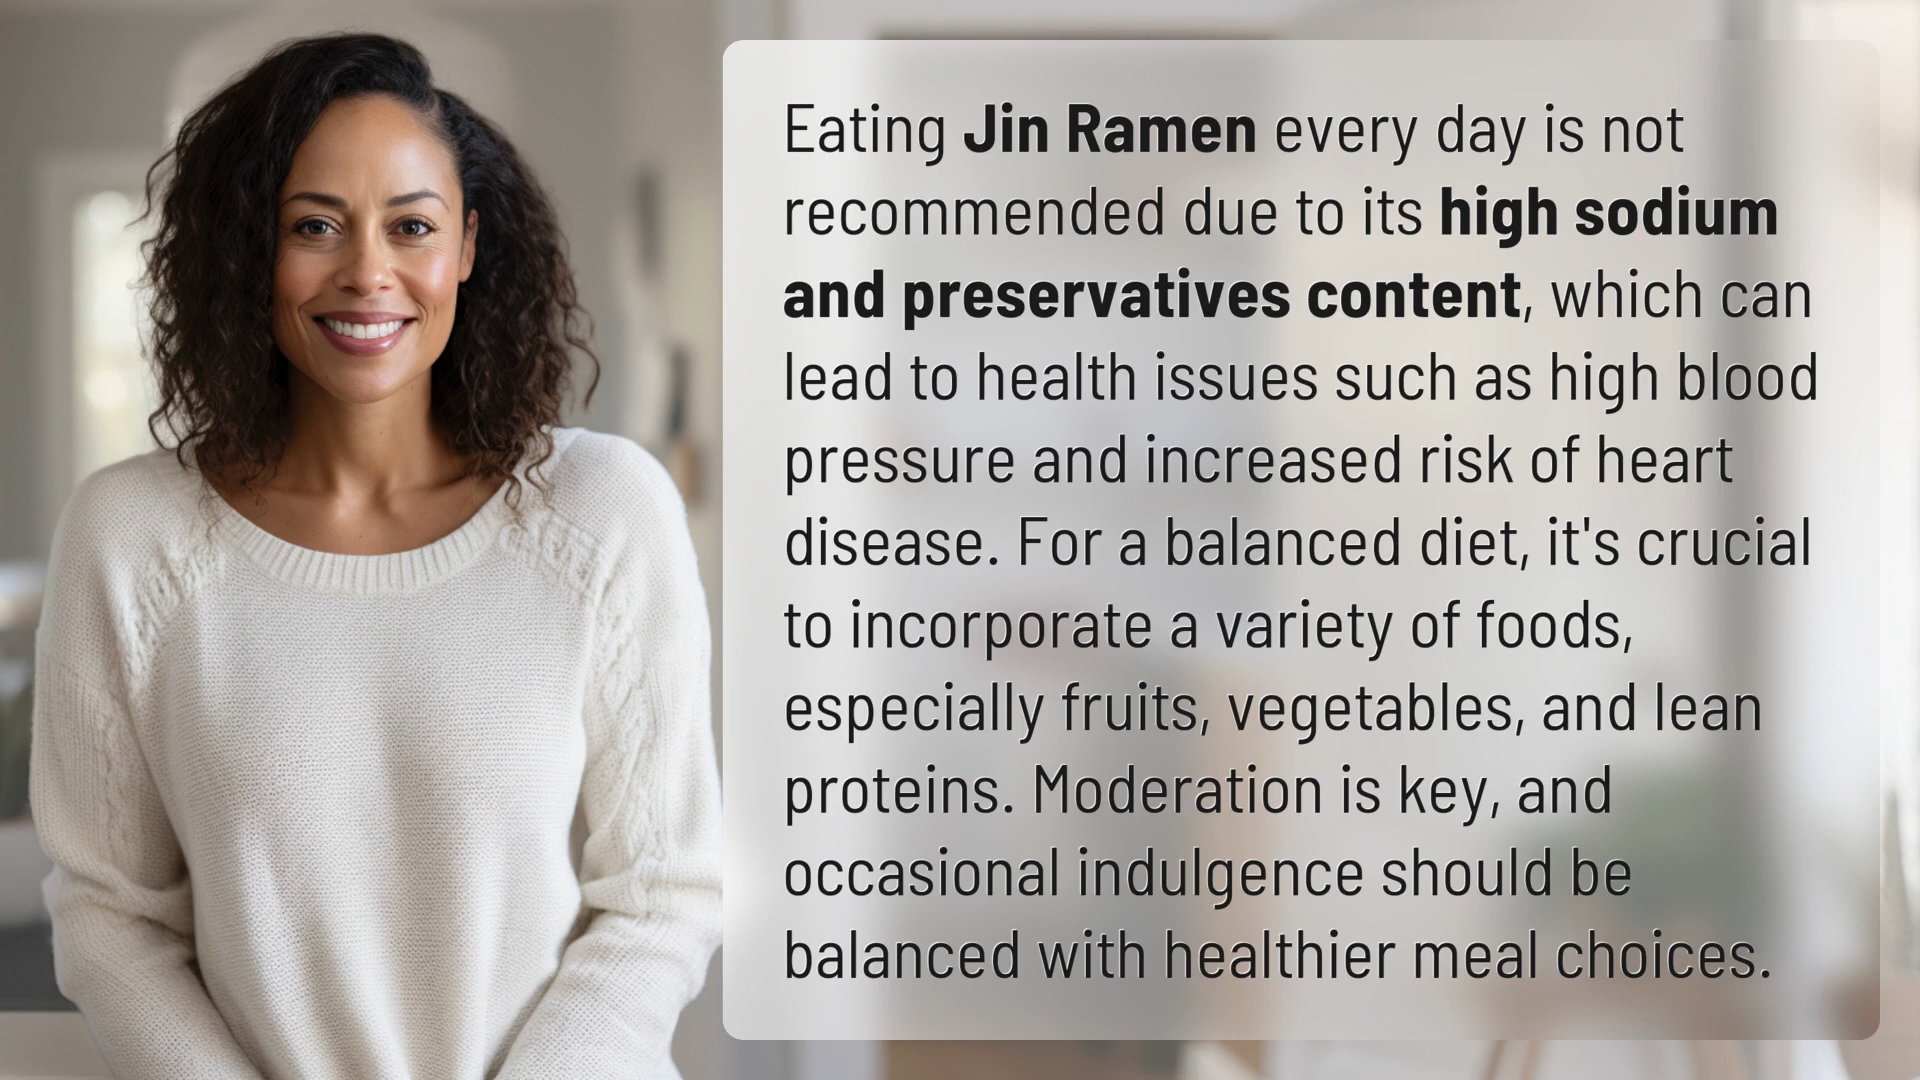 Eating Jin Ramen every day is not
recommended due to its high sodium
and preservatives content, which can
lead to health issues such as high blood
pressure and increased risk of heart
disease. For a balanced diet, it's crucial
to incorporate a variety of foods,
especially fruits, vegetables, and lean
proteins. Moderation is key, and
occasional indulgence should be
balanced with healthier meal choices.